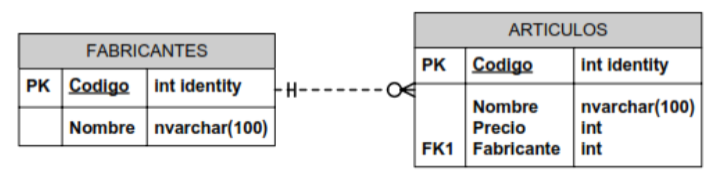 FABRICANTES
PK Codigo int identity
Nombre nvarchar(100)
ARTICULOS
PK Codigo int identity
Nombre nvarchar(100)
Precio int
FK1 Fabricante int